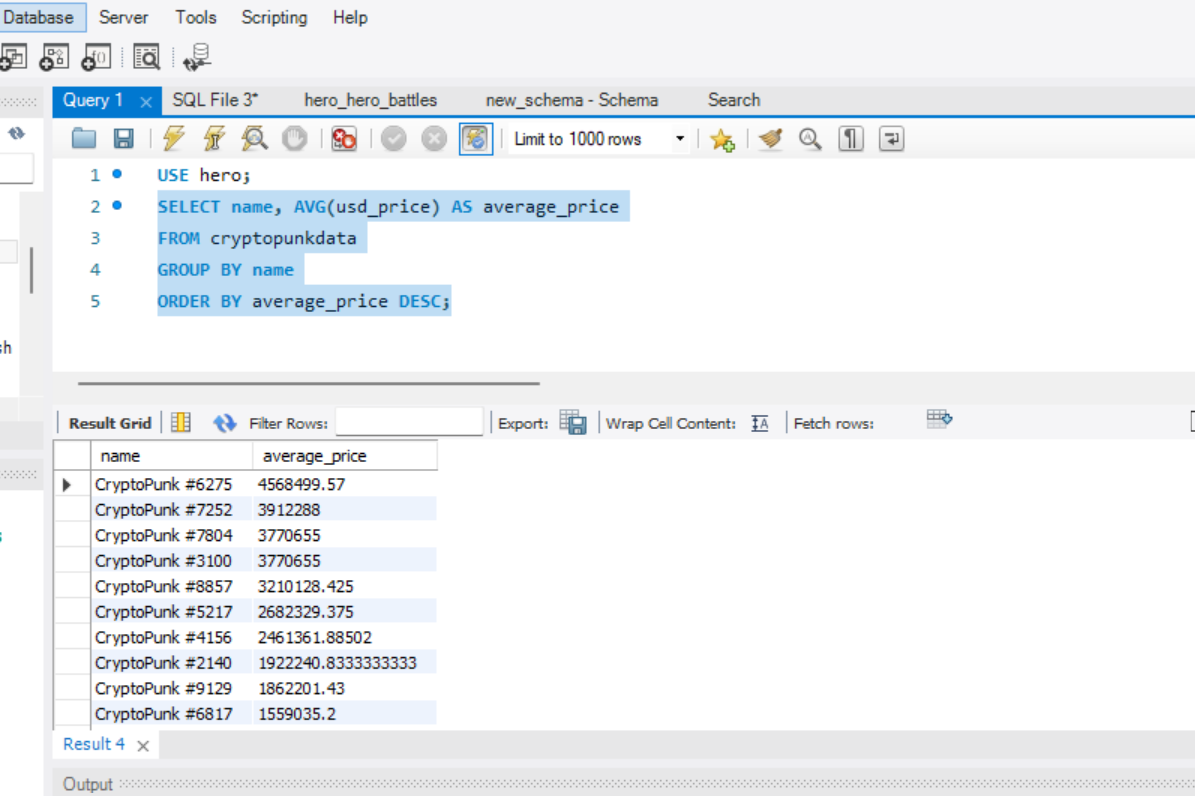 Database Server Tools Scripting Help
Query 1 SQL File 3* hero_hero_battles new_schema - Schema Search
Limit to 1000 rows
1 USE hero;
2 SELECT name, AVG(usd_price) AS average_price
3 FROM cryptopunkdata
4 GROUP BY name
5 ORDER BY average_price DESC;
Result Grid Filter Rows: Export: Wrap Cell Content: Fetch rows:
name average_price
CryptoPunk #6275 4568499.57
CryptoPunk #7252 3912288
CryptoPunk #7804 3770655
CryptoPunk #3100 3770655
CryptoPunk #8857 3210128.425
CryptoPunk #5217 2682329.375
CryptoPunk #4156 2461361.88502
CryptoPunk #2140 1922240.8333333333
CryptoPunk #9129 1862201.43
CryptoPunk #6817 1559035.2
Result 4
Output